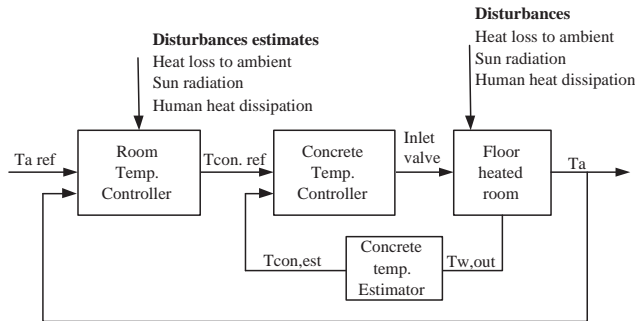 Disturbances estimates
Heat loss to ambient
Sun radiation
Human heat dissipation
Disturbances
Heat loss to ambient
Sun radiation
Human heat dissipation
Ta ref
Room
Temp.
Controller
Tcon. ref
Concrete
Temp.
Controller
Inlet
valve
Floor
heated
room
Ta
Tcon,est
Concrete
temp.
Estimator
Tw,out